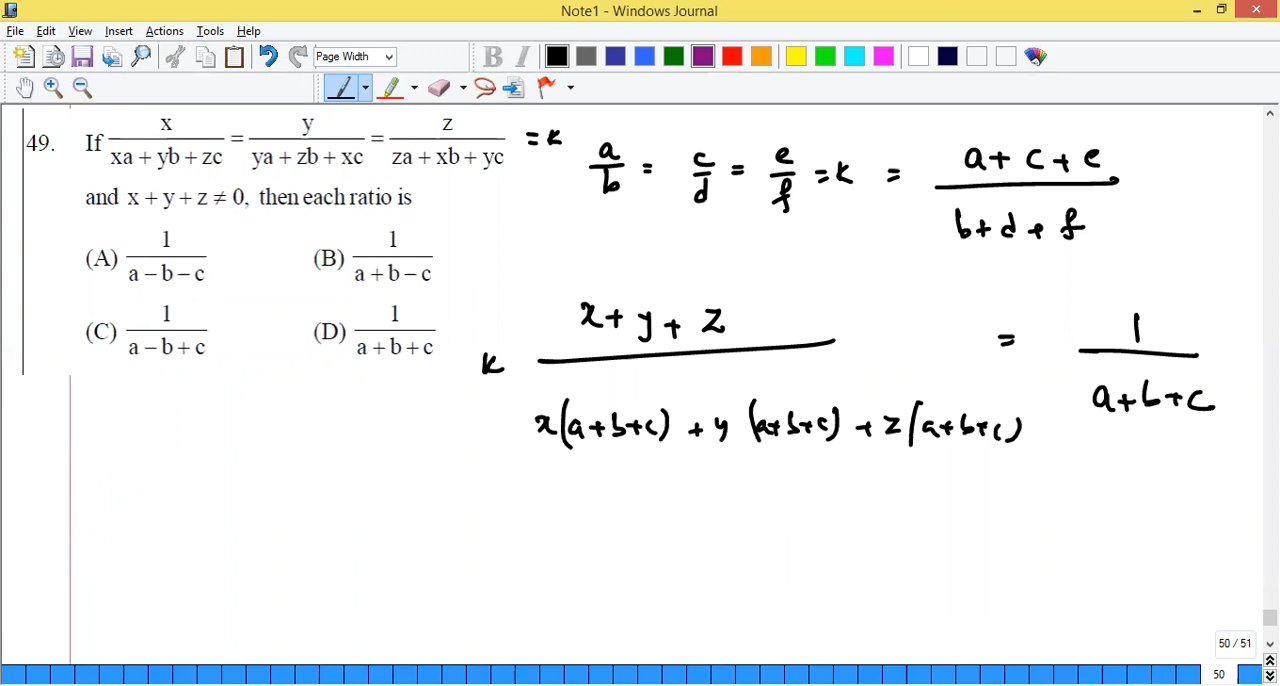 Note1 - Windows Journal
File Edit View Insert Actions Tools Help
Page Width
B I
49. If x/(xa + yb + zc) = y/(ya + zb + xc) = z/(za + xb + yc) = k
and x + y + z ≠ 0, then each ratio is
(A) 1/(a − b − c) (B) 1/(a + b − c)
(C) 1/(a − b + c) (D) 1/(a + b + c)
a/b = c/d = e/f = k = (a + c + e)/(b + d + f)
k (x + y + z)/(x(a+b+c) + y(a+b+c) + z(a+b+c)) = 1/(a+b+c)
50 / 51
50